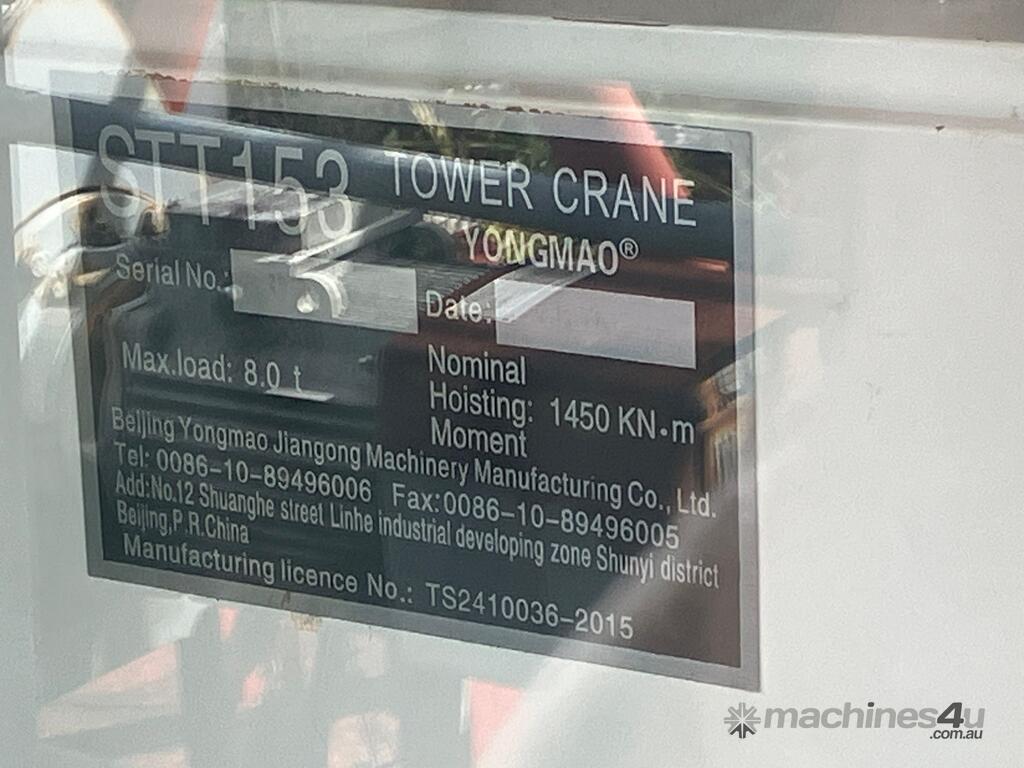 STT153 TOWER CRANE
YONGMAO®
Serial No.:
Date:
Max.load: 8.0 t
Nominal
Hoisting: 1450 KN·m
Moment
Beijing Yongmao Jiangong Machinery Manufacturing Co., Ltd.
Tel: 0086-10-89496006 Fax:0086-10-89496005
Add:No.12 Shuanghe street Linhe industrial developing zone Shunyi district
Beijing,P.R.China
Manufacturing licence No.: TS2410036-2015
machines4u
.com.au